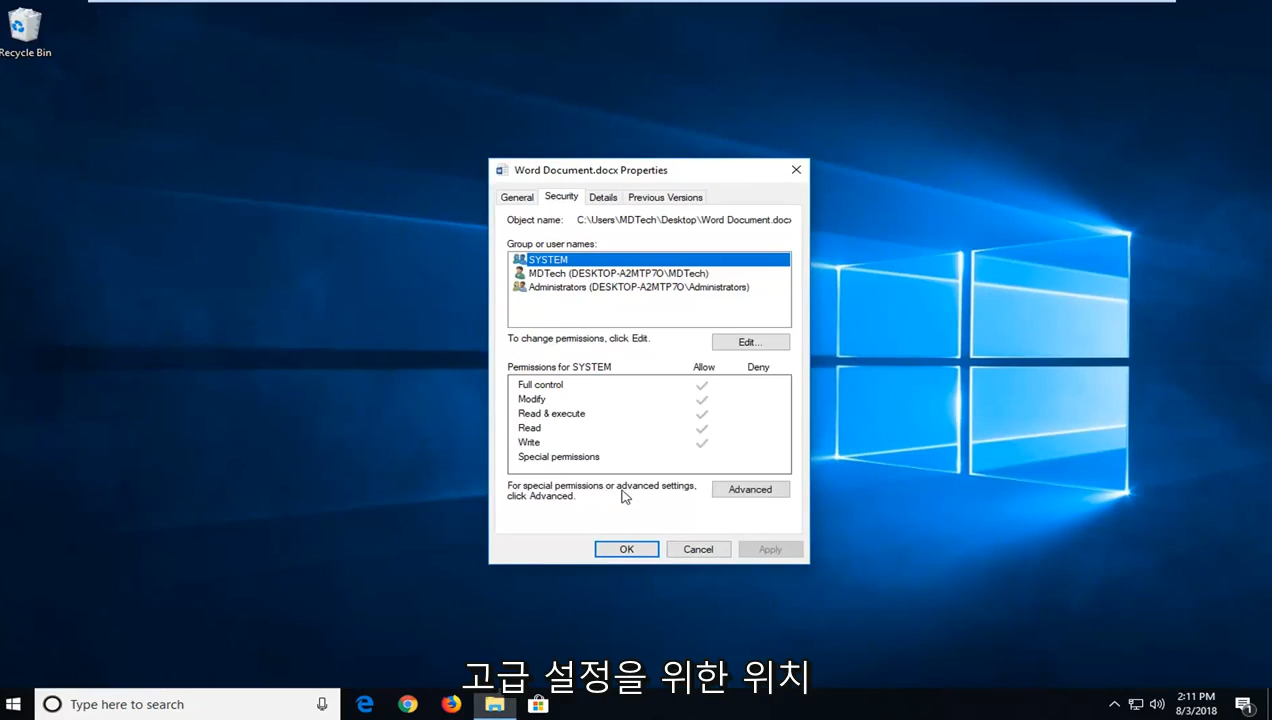 Recycle Bin
Word Document.docx Properties
General Security Details Previous Versions
Object name: C:\Users\MDTech\Desktop\Word Document.docx
Group or user names:
SYSTEM
MDTech (DESKTOP-A2MTP7O\MDTech)
Administrators (DESKTOP-A2MTP7O\Administrators)
To change permissions, click Edit.
Edit...
Permissions for SYSTEM Allow Deny
Full control
Modify
Read & execute
Read
Write
Special permissions
For special permissions or advanced settings,
click Advanced.
Advanced
OK Cancel Apply
고급 설정을 위한 위치
Type here to search
2:11 PM
8/3/2018
1